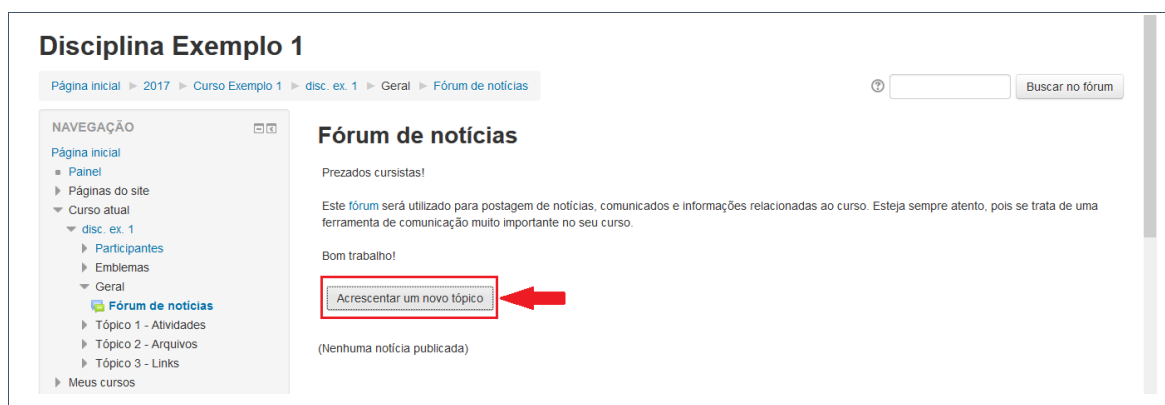 Disciplina Exemplo 1
Página inicial ► 2017 ► Curso Exemplo 1 ► disc. ex. 1 ► Geral ► Fórum de notícias
Buscar no fórum
NAVEGAÇÃO
Página inicial
Painel
Páginas do site
Curso atual
disc. ex. 1
Participantes
Emblemas
Geral
Fórum de notícias
Tópico 1 - Atividades
Tópico 2 - Arquivos
Tópico 3 - Links
Meus cursos
Fórum de notícias
Prezados cursistas!
Este fórum será utilizado para postagem de notícias, comunicados e informações relacionadas ao curso. Esteja sempre atento, pois se trata de uma
ferramenta de comunicação muito importante no seu curso.
Bom trabalho!
Acrescentar um novo tópico
(Nenhuma notícia publicada)